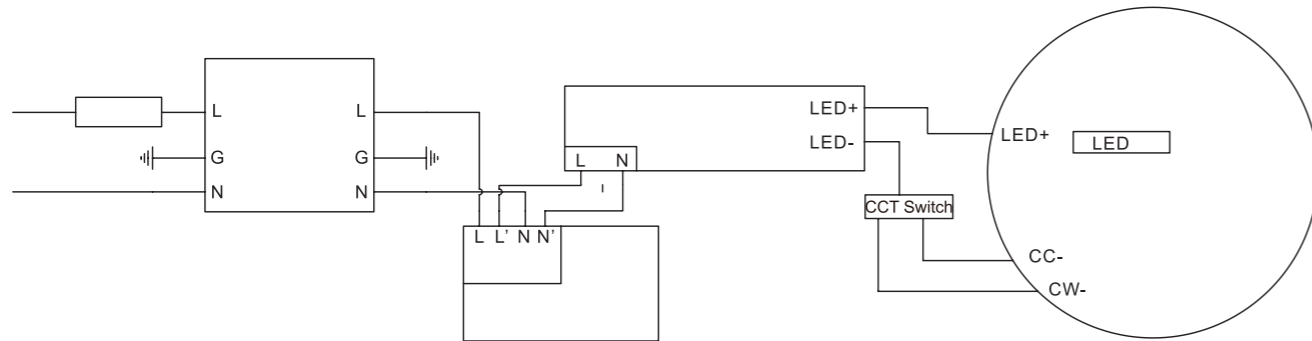 L L
G G
N N
L L' N N'
L N
LED+
LED-
CCT Switch
LED+
LED
CC-
CW-